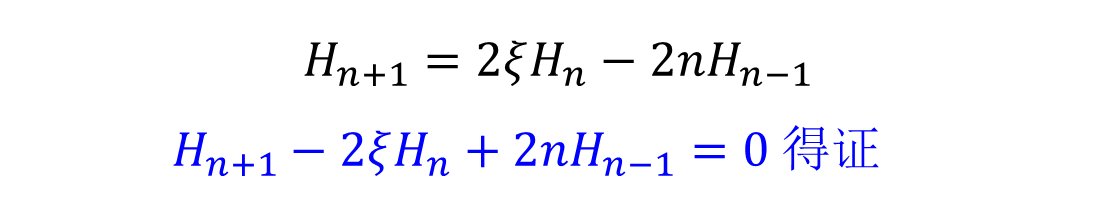 H_{n+1} = 2ξH_n − 2nH_{n−1}
H_{n+1} − 2ξH_n + 2nH_{n−1} = 0 得证